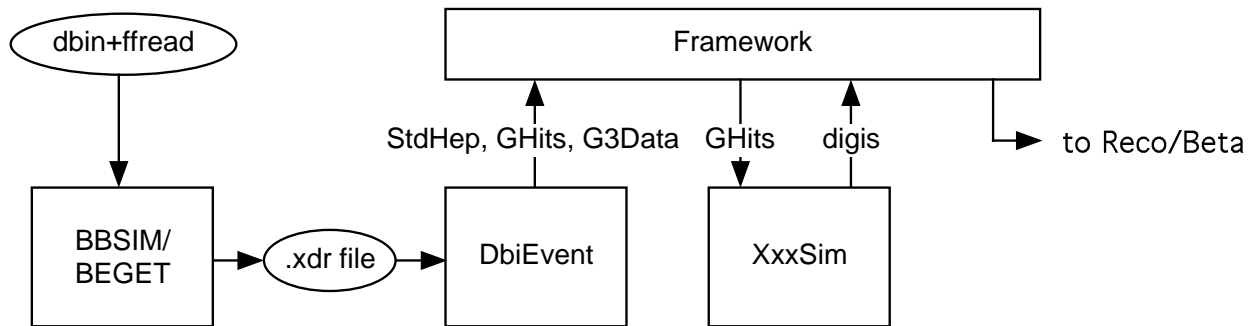 dbin+ffread
Framework
StdHep, GHits, G3Data
GHits
digis
to Reco/Beta
BBSIM/
BEGET
.xdr file
DbiEvent
XxxSim